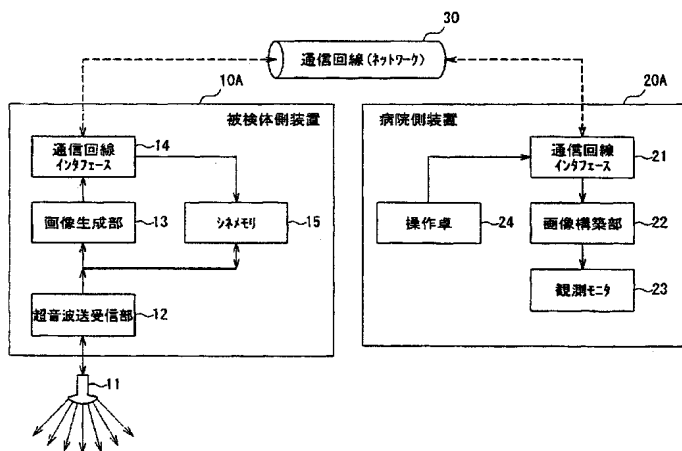 30
通信回線(ネットワーク)
10A
被検体側装置
通信回線
インタフェース
14
画像生成部
13
シネメモリ
15
超音波送受信部
12
11
20A
病院側装置
通信回線
インタフェース
21
操作卓
24
画像構築部
22
観測モニタ
23